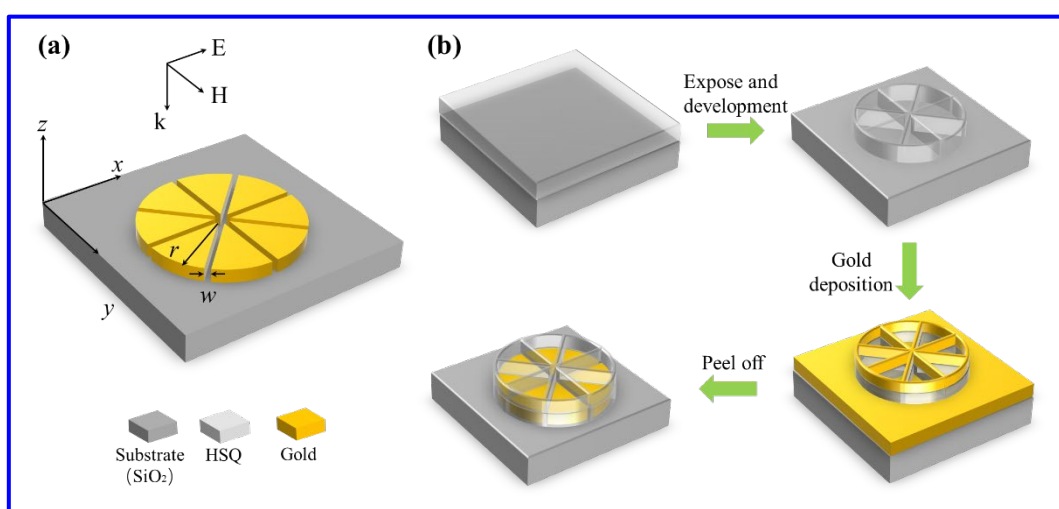 (a)
E
H
k
z
x
r
w
y
Substrate
(SiO₂)
HSQ
Gold
(b)
Expose and
development
Gold
deposition
Peel off